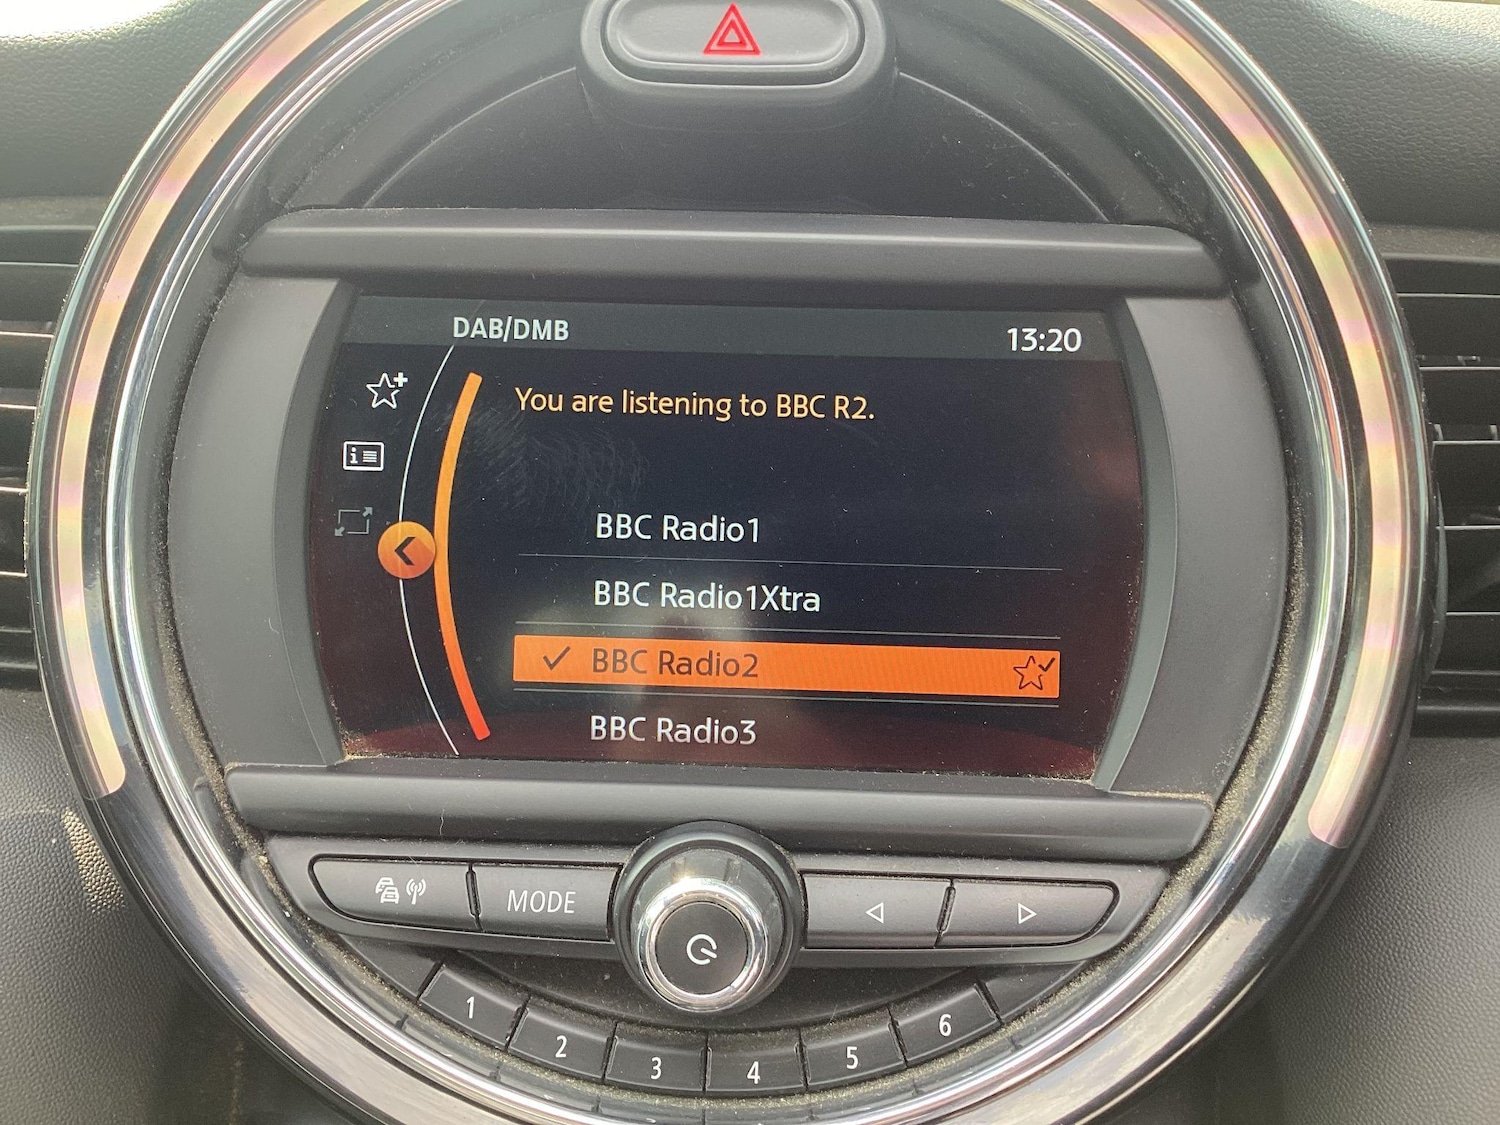 DAB/DMB 13:20
You are listening to BBC R2.
BBC Radio1
BBC Radio1Xtra
BBC Radio2
BBC Radio3
MODE
1 2 3 4 5 6